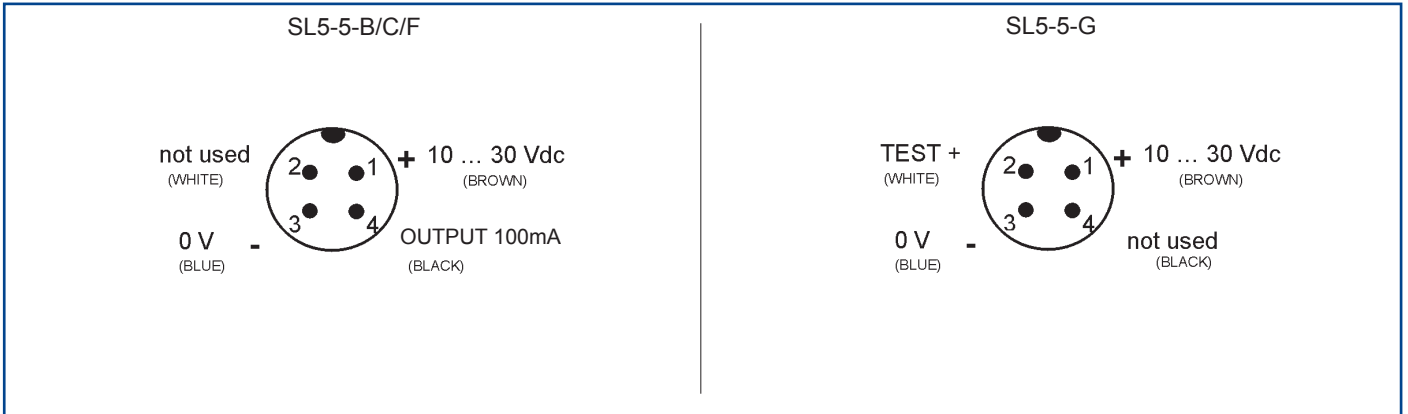 SL5-5-B/C/F
not used
(WHITE)
2
1
+ 10 ... 30 Vdc
(BROWN)
3
4
0 V -
(BLUE)
OUTPUT 100mA
(BLACK)
SL5-5-G
TEST +
(WHITE)
2
1
+ 10 ... 30 Vdc
(BROWN)
3
4
0 V -
(BLUE)
not used
(BLACK)